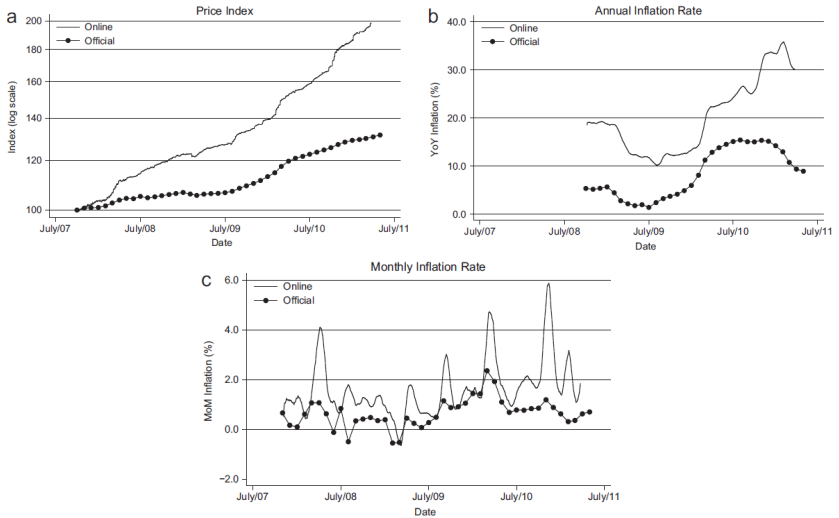 a
Price Index
Online
Official
Index (log scale)
200
180
160
140
120
100
July/07
July/08
July/09
July/10
July/11
Date
b
Annual Inflation Rate
Online
Official
YoY Inflation (%)
40.0
30.0
20.0
10.0
0.0
July/07
July/08
July/09
July/10
July/11
Date
c
Monthly Inflation Rate
Online
Official
MoM Inflation (%)
6.0
4.0
2.0
0.0
−2.0
July/07
July/08
July/09
July/10
July/11
Date